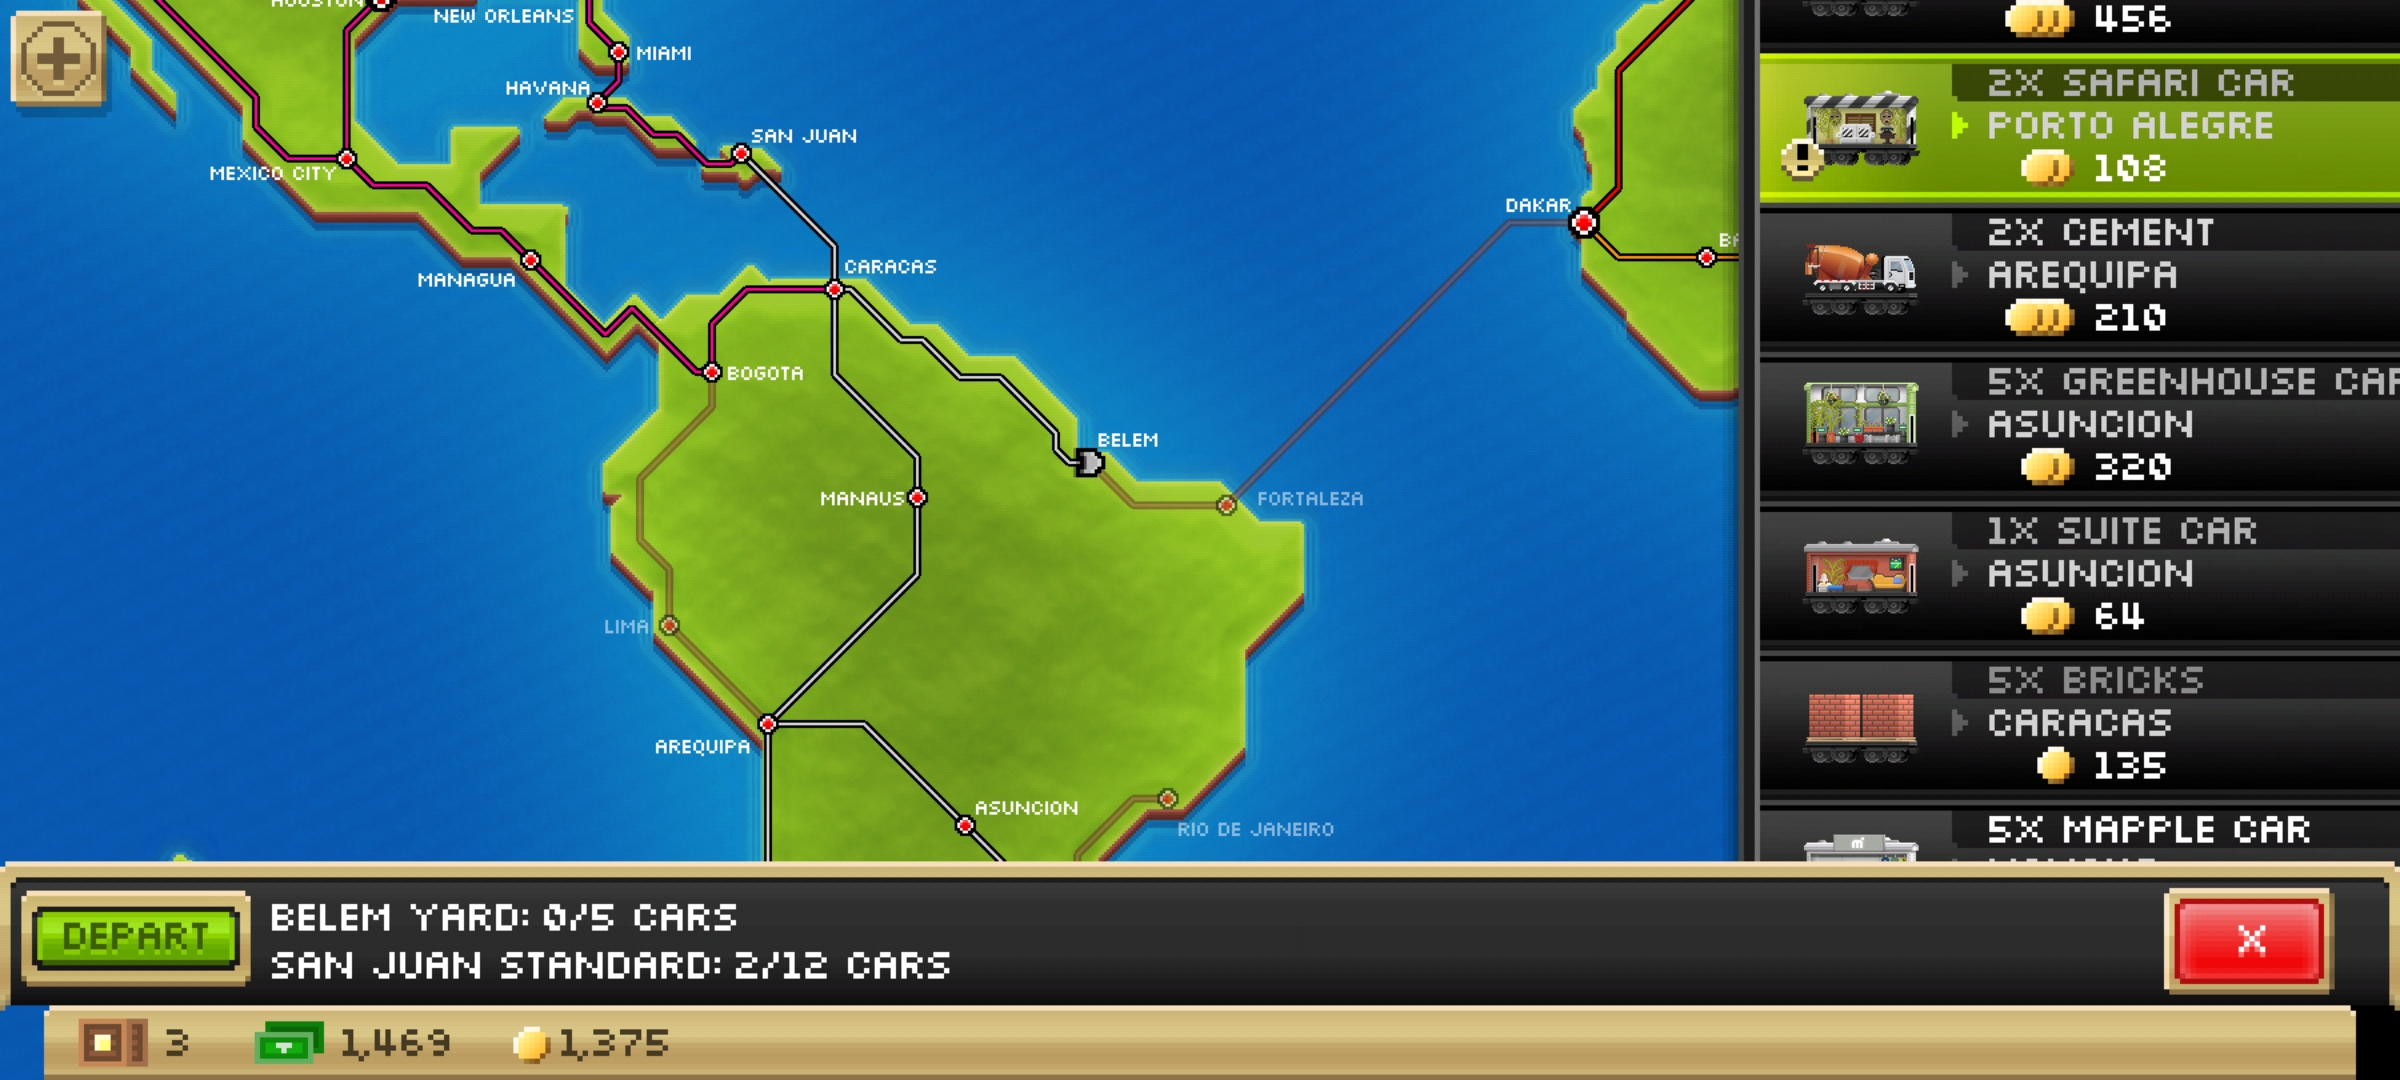 HOUSTON
NEW ORLEANS
MIAMI
HAVANA
SAN JUAN
MEXICO CITY
MANAGUA
CARACAS
BOGOTA
BELEM
MANAUS
FORTALEZA
LIMA
AREQUIPA
ASUNCION
RIO DE JANEIRO
DAKAR
456
2X SAFARI CAR
PORTO ALEGRE
108
2X CEMENT
AREQUIPA
210
5X GREENHOUSE CAR
ASUNCION
320
1X SUITE CAR
ASUNCION
64
5X BRICKS
CARACAS
135
5X MAPPLE CAR
DEPART
BELEM YARD: 0/5 CARS
SAN JUAN STANDARD: 2/12 CARS
X
3
1,469
1,375